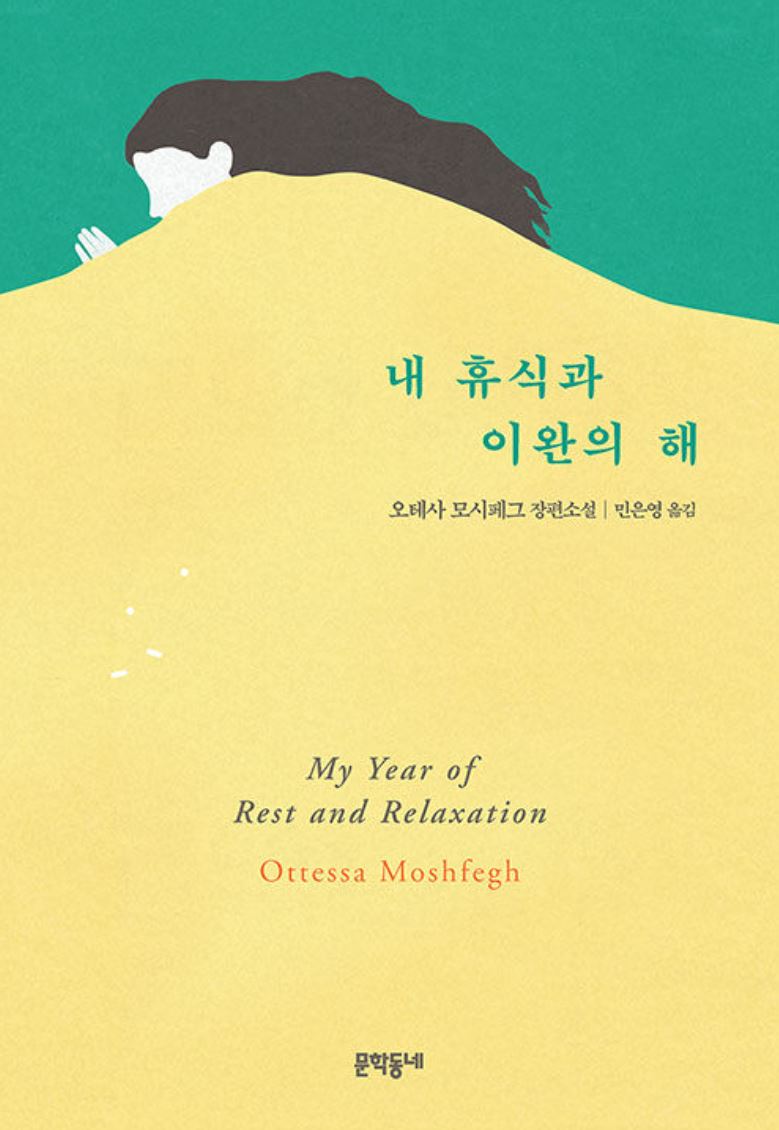 내 휴식과
이완의 해
오테사 모시페그 장편소설 | 민은영 옮김
My Year of
Rest and Relaxation
Ottessa Moshfegh
문학동네